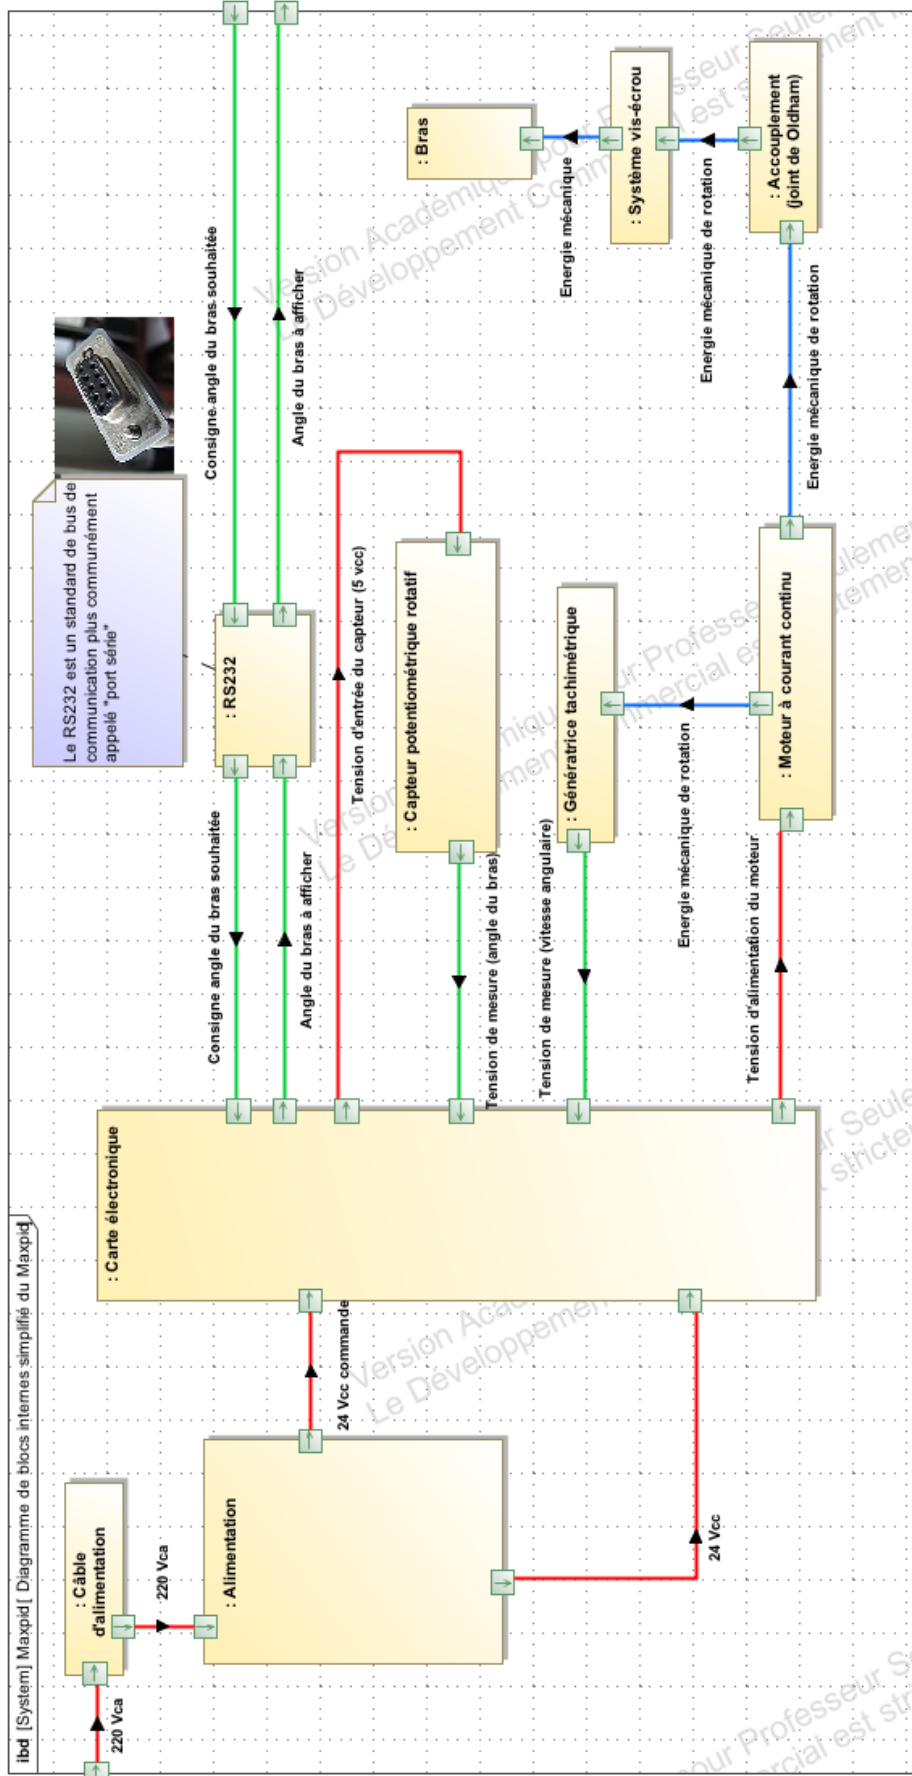 ibd [System] Maxpid [ Diagramme de blocs internes simplifié du Maxpid]
220 Vca
: Câble
d'alimentation
220 Vca
: Alimentation
24 Vcc commande
24 Vcc
: Carte électronique
Le RS232 est un standard de bus de
communication plus communément
appelé "port série"
Consigne angle du bras souhaitée
Angle du bras à afficher
: RS232
Consigne angle du bras souhaitée
Angle du bras à afficher
Tension d'entrée du capteur (5 vcc)
: Capteur potentiométrique rotatif
Tension de mesure (angle du bras)
: Génératrice tachimétrique
Tension de mesure (vitesse angulaire)
Energie mécanique de rotation
Tension d'alimentation du moteur
: Moteur à courant continu
Energie mécanique de rotation
: Accouplement
(joint de Oldham)
Energie mécanique de rotation
: Système vis-écrou
Energie mécanique
: Bras
Version Académique pour Professeur Seulement
Le Développement Commercial est strictement